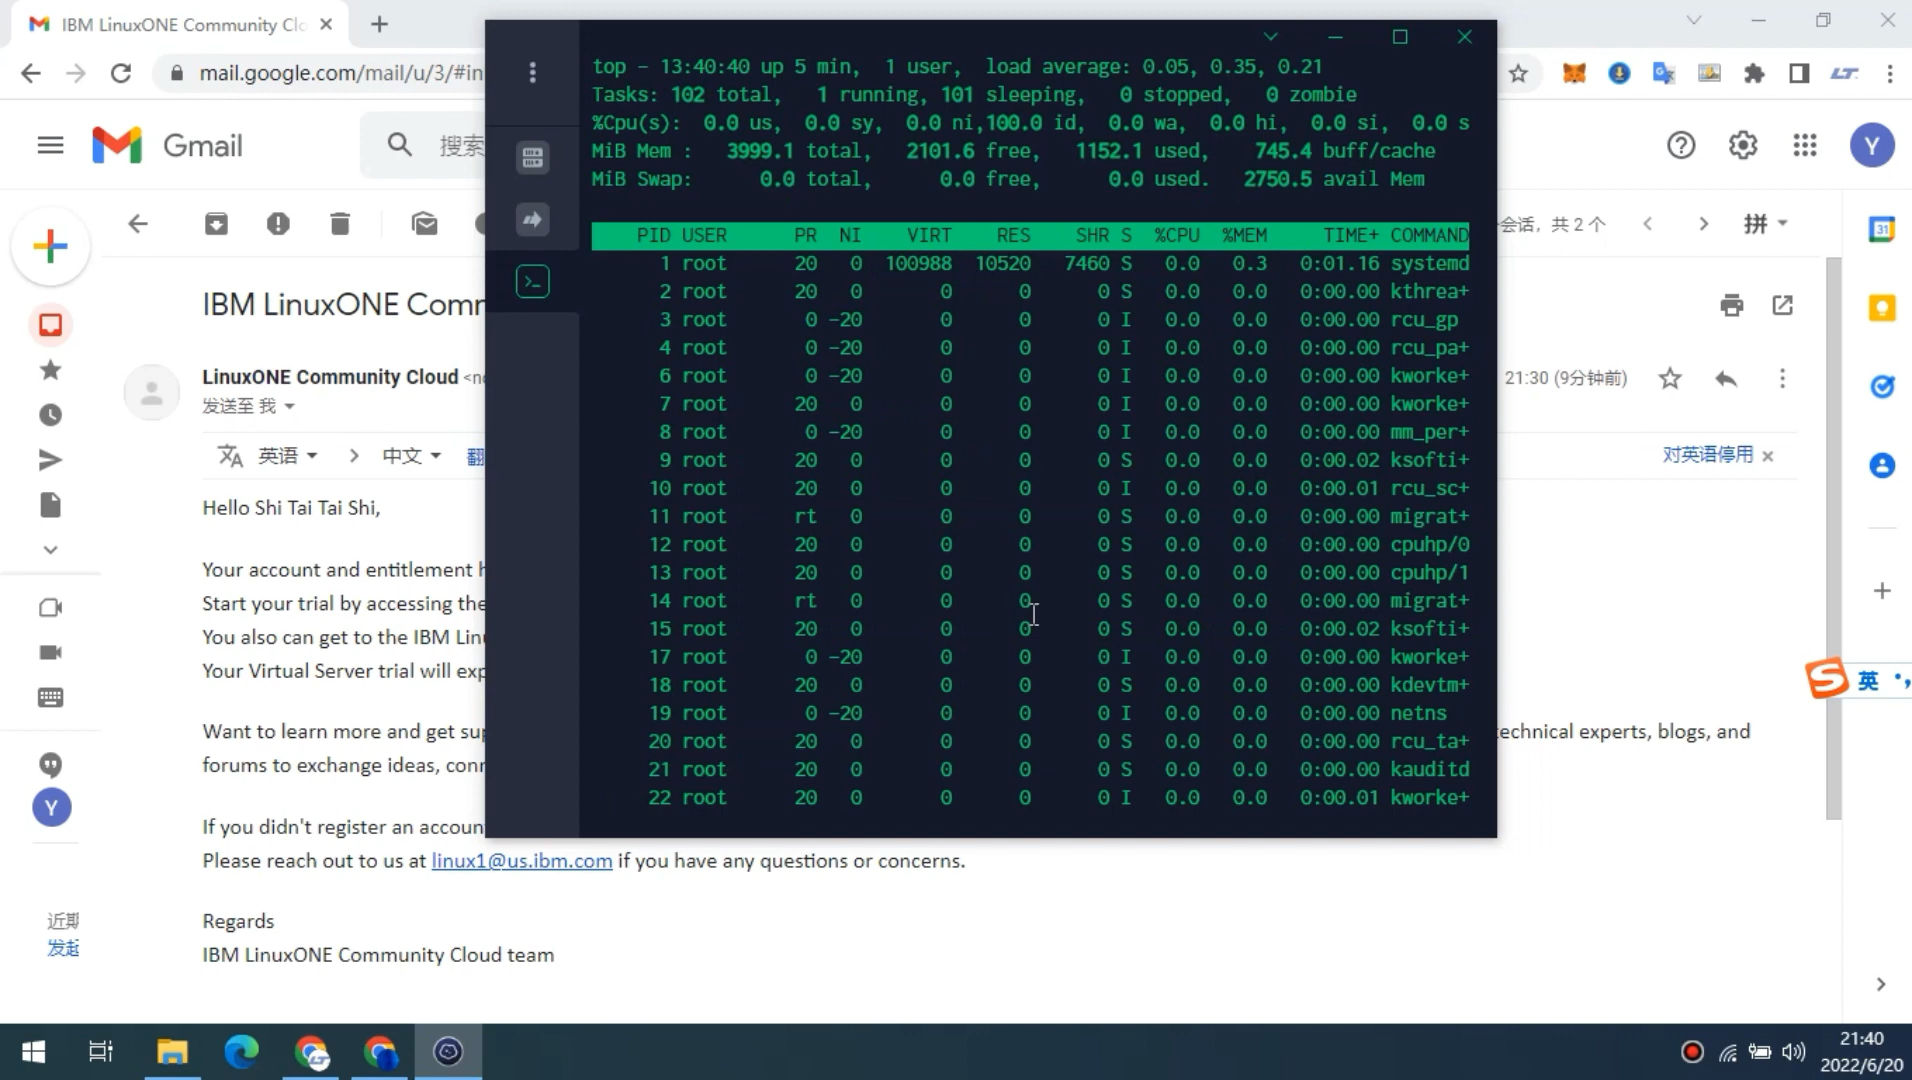 IBM LinuxONE Community Clo
mail.google.com/mail/u/3/#in
Gmail
搜索
会话，共 2 个
拼
IBM LinuxONE Comm
LinuxONE Community Cloud
发送至 我
21:30 (9分钟前)
英语
中文
对英语停用
Hello Shi Tai Tai Shi,
Your account and entitlement h
Start your trial by accessing the
You also can get to the IBM Lin
Your Virtual Server trial will exp
Want to learn more and get su
technical experts, blogs, and
forums to exchange ideas, conn
If you didn't register an accoun
Please reach out to us at linux1@us.ibm.com if you have any questions or concerns.
Regards
IBM LinuxONE Community Cloud team
近期
发起
top - 13:40:40 up 5 min, 1 user, load average: 0.05, 0.35, 0.21
Tasks: 102 total, 1 running, 101 sleeping, 0 stopped, 0 zombie
%Cpu(s): 0.0 us, 0.0 sy, 0.0 ni,100.0 id, 0.0 wa, 0.0 hi, 0.0 si, 0.0 s
MiB Mem : 3999.1 total, 2101.6 free, 1152.1 used, 745.4 buff/cache
MiB Swap: 0.0 total, 0.0 free, 0.0 used. 2750.5 avail Mem
PID USER PR NI VIRT RES SHR S %CPU %MEM TIME+ COMMAND
1 root 20 0 100988 10520 7460 S 0.0 0.3 0:01.16 systemd
2 root 20 0 0 0 0 S 0.0 0.0 0:00.00 kthrea+
3 root 0 -20 0 0 0 I 0.0 0.0 0:00.00 rcu_gp
4 root 0 -20 0 0 0 I 0.0 0.0 0:00.00 rcu_pa+
6 root 0 -20 0 0 0 I 0.0 0.0 0:00.00 kworke+
7 root 20 0 0 0 0 I 0.0 0.0 0:00.00 kworke+
8 root 0 -20 0 0 0 I 0.0 0.0 0:00.00 mm_per+
9 root 20 0 0 0 0 S 0.0 0.0 0:00.02 ksofti+
10 root 20 0 0 0 0 I 0.0 0.0 0:00.01 rcu_sc+
11 root rt 0 0 0 0 S 0.0 0.0 0:00.00 migrat+
12 root 20 0 0 0 0 S 0.0 0.0 0:00.00 cpuhp/0
13 root 20 0 0 0 0 S 0.0 0.0 0:00.00 cpuhp/1
14 root rt 0 0 0 0 S 0.0 0.0 0:00.00 migrat+
15 root 20 0 0 0 0 S 0.0 0.0 0:00.02 ksofti+
17 root 0 -20 0 0 0 I 0.0 0.0 0:00.00 kworke+
18 root 20 0 0 0 0 S 0.0 0.0 0:00.00 kdevtm+
19 root 0 -20 0 0 0 I 0.0 0.0 0:00.00 netns
20 root 20 0 0 0 0 S 0.0 0.0 0:00.00 rcu_ta+
21 root 20 0 0 0 0 S 0.0 0.0 0:00.00 kauditd
22 root 20 0 0 0 0 I 0.0 0.0 0:00.01 kworke+
Y
Y
31
英
21:40
2022/6/20